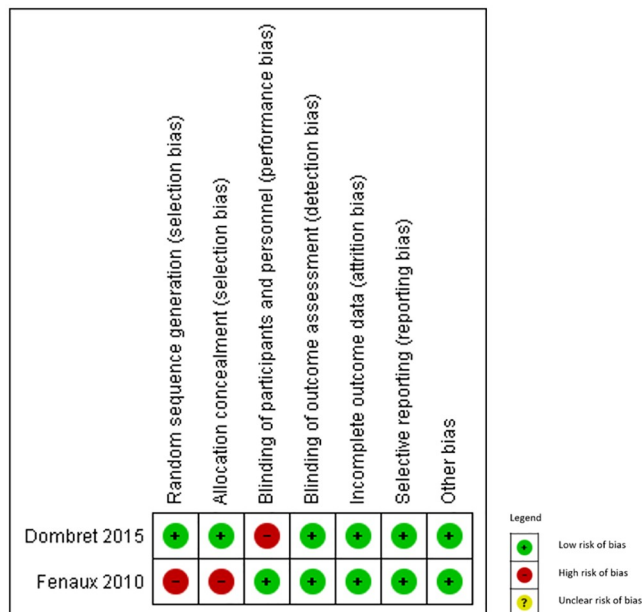 Random sequence generation (selection bias)
Allocation concealment (selection bias)
Blinding of participants and personnel (performance bias)
Blinding of outcome assessment (detection bias)
Incomplete outcome data (attrition bias)
Selective reporting (reporting bias)
Other bias
Dombret 2015 + + - + + + +
Fenaux 2010 - - + + + + +
Legend
+ Low risk of bias
- High risk of bias
? Unclear risk of bias